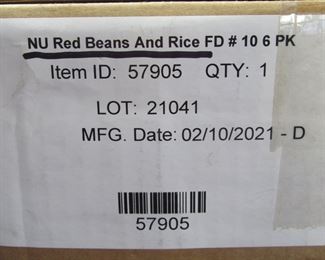 NU Red Beans And Rice FD # 10 6 PK
Item ID: 57905 QTY: 1
LOT: 21041
MFG. Date: 02/10/2021 - D
57905